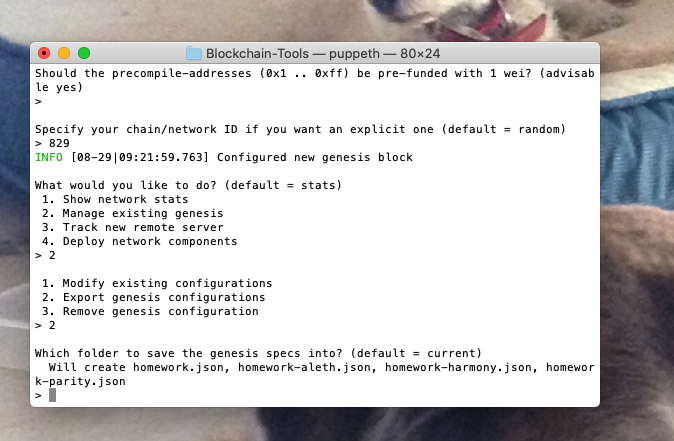 Blockchain-Tools — puppeth — 80×24
Should the precompile-addresses (0x1 .. 0xff) be pre-funded with 1 wei? (advisab
le yes)
>
Specify your chain/network ID if you want an explicit one (default = random)
> 829
INFO [08-29|09:21:59.763] Configured new genesis block
What would you like to do? (default = stats)
1. Show network stats
2. Manage existing genesis
3. Track new remote server
4. Deploy network components
> 2
1. Modify existing configurations
2. Export genesis configurations
3. Remove genesis configuration
> 2
Which folder to save the genesis specs into? (default = current)
Will create homework.json, homework-aleth.json, homework-harmony.json, homewor
k-parity.json
>